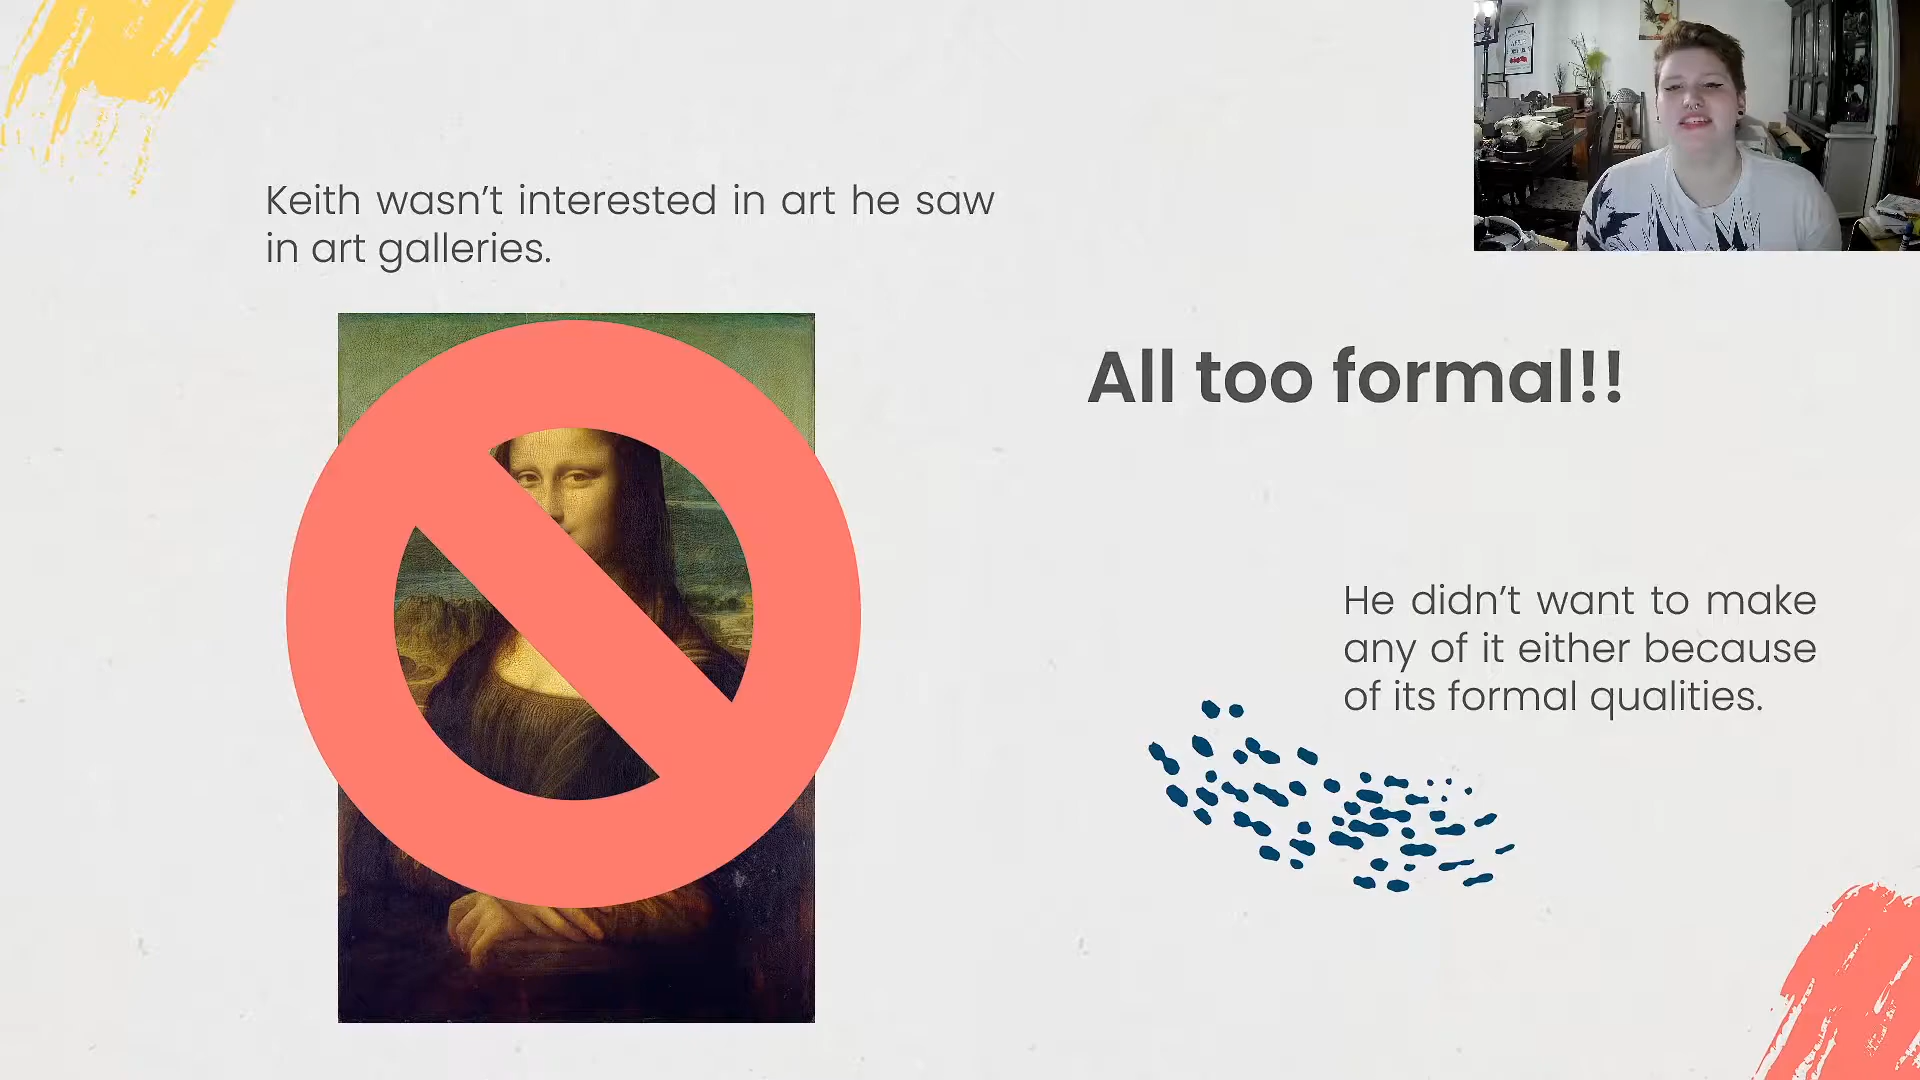 Keith wasn’t interested in art he saw
in art galleries.
All too formal!!
He didn’t want to make
any of it either because
of its formal qualities.